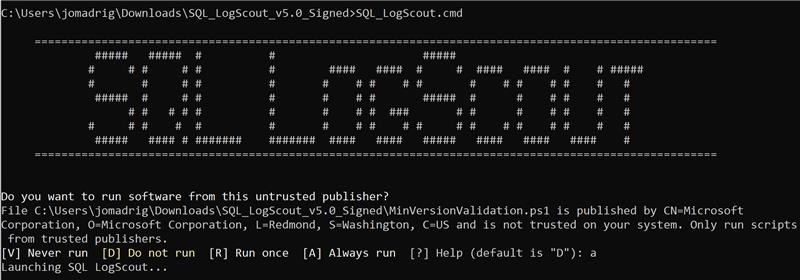 C:\Users\jomadrig\Downloads\SQL_LogScout_v5.0_Signed>SQL_LogScout.cmd
SQL LogScout
Do you want to run software from this untrusted publisher?
File C:\Users\jomadrig\Downloads\SQL_LogScout_v5.0_Signed\MinVersionValidation.ps1 is published by CN=Microsoft
Corporation, O=Microsoft Corporation, L=Redmond, S=Washington, C=US and is not trusted on your system. Only run scripts
from trusted publishers.
[V] Never run [D] Do not run [R] Run once [A] Always run [?] Help (default is "D"): a
Launching SQL LogScout...